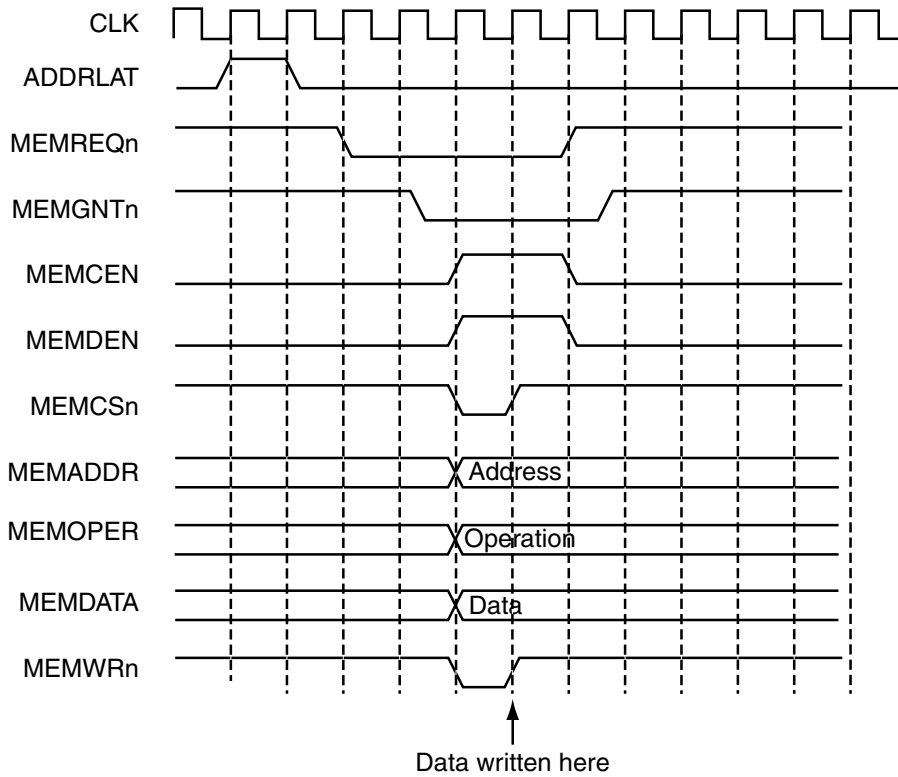 CLK
ADDRLAT
MEMREQn
MEMGNTn
MEMCEN
MEMDEN
MEMCSn
MEMADDR
Address
MEMOPER
Operation
MEMDATA
Data
MEMWRn
Data written here